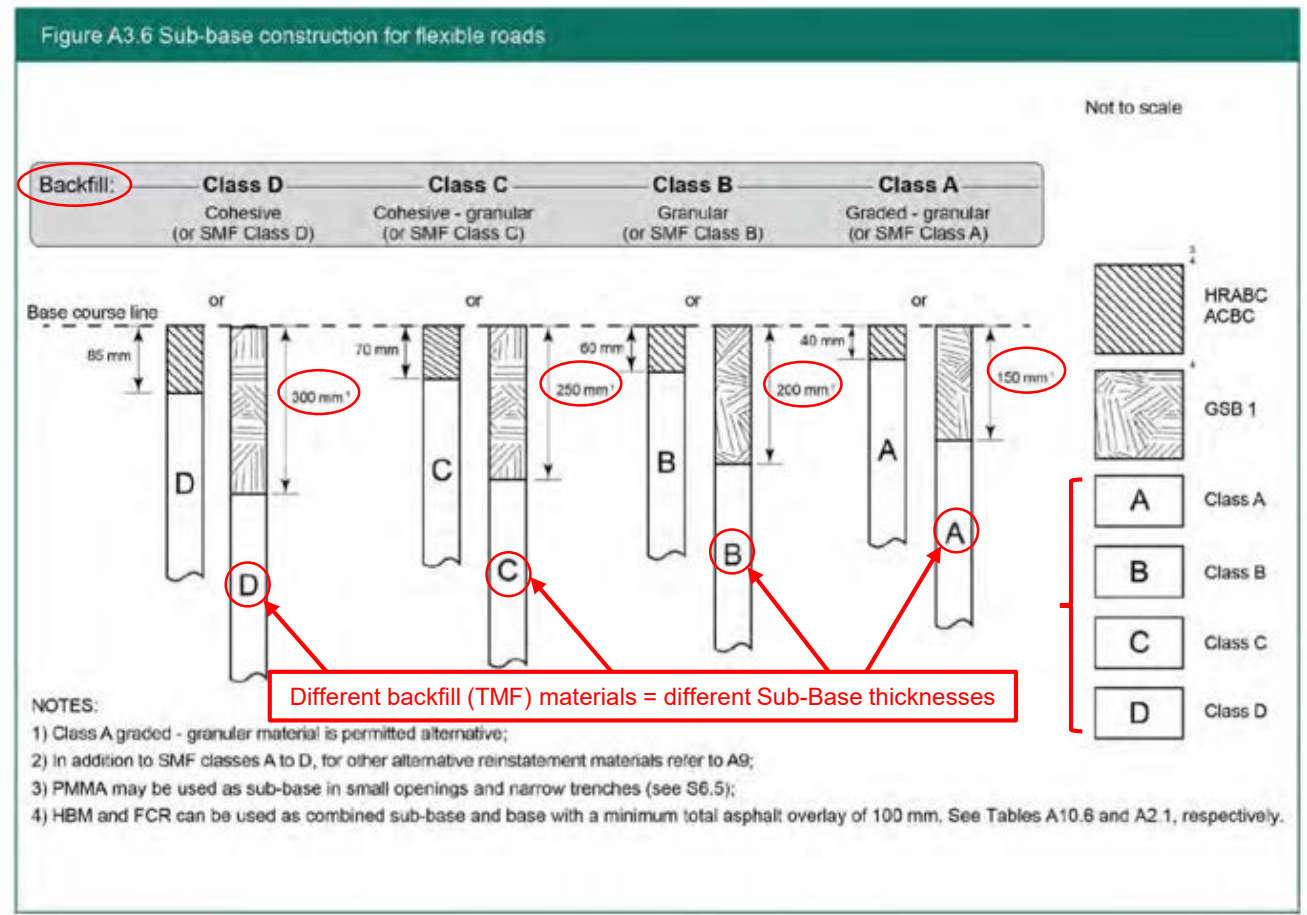 Figure A3.6 Sub-base construction for flexible roads
Not to scale
Backfill: Class D Class C Class B Class A
Cohesive Cohesive - granular Granular Graded - granular
(or SMF Class D) (or SMF Class C) (or SMF Class B) (or SMF Class A)
3
4
HRABC
ACBC
or or or or
Base course line
85 mm 70 mm 60 mm 40 mm
300 mm¹ 250 mm¹ 200 mm¹ 150 mm¹
4
GSB 1
D C B A
D C B A
A Class A
B Class B
C Class C
D Class D
Different backfill (TMF) materials = different Sub-Base thicknesses
NOTES:
1) Class A graded - granular material is permitted alternative;
2) In addition to SMF classes A to D, for other alternative reinstatement materials refer to A9;
3) PMMA may be used as sub-base in small openings and narrow trenches (see S6.5);
4) HBM and FCR can be used as combined sub-base and base with a minimum total asphalt overlay of 100 mm. See Tables A10.6 and A2.1, respectively.